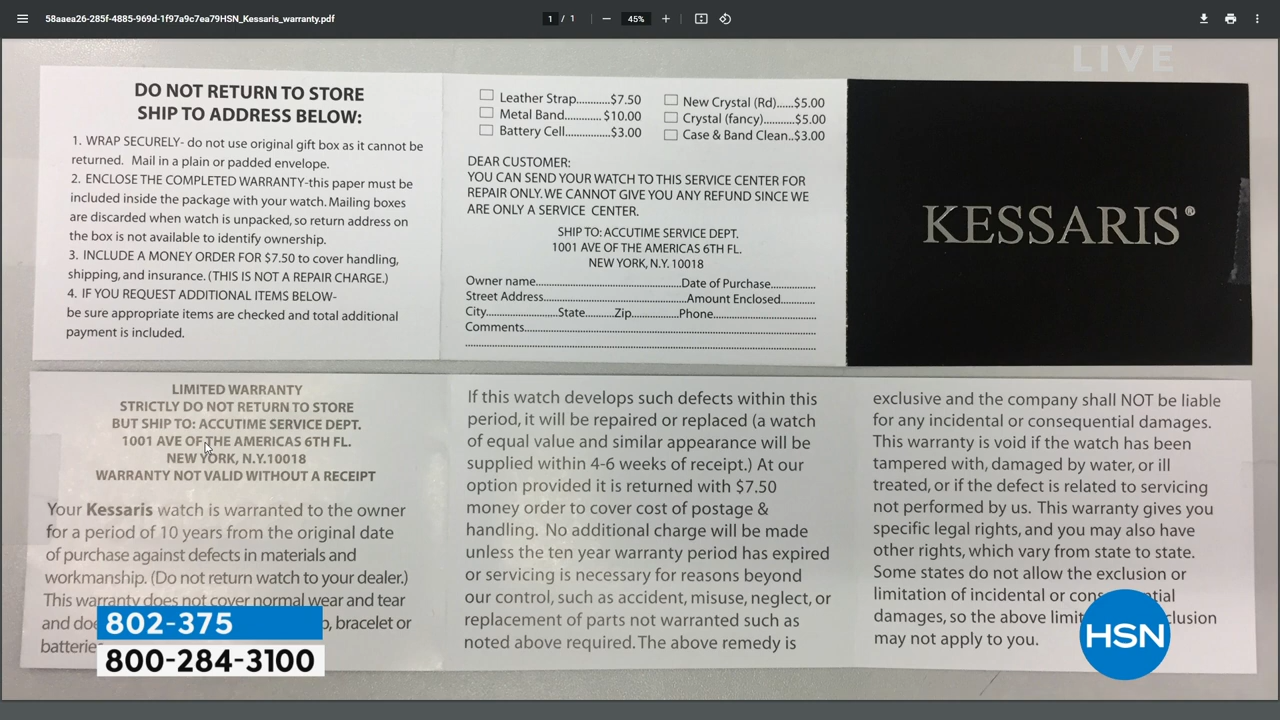 58aaea26-285f-4885-969d-1f97a9c7ea79HSN_Kessaris_warranty.pdf
1 / 1
45%
LIVE
DO NOT RETURN TO STORE
SHIP TO ADDRESS BELOW:
1. WRAP SECURELY- do not use original gift box as it cannot be
returned. Mail in a plain or padded envelope.
2. ENCLOSE THE COMPLETED WARRANTY-this paper must be
included inside the package with your watch. Mailing boxes
are discarded when watch is unpacked, so return address on
the box is not available to identify ownership.
3. INCLUDE A MONEY ORDER FOR $7.50 to cover handling,
shipping, and insurance. (THIS IS NOT A REPAIR CHARGE.)
4. IF YOU REQUEST ADDITIONAL ITEMS BELOW-
be sure appropriate items are checked and total additional
payment is included.
Leather Strap............$7.50
Metal Band............. $10.00
Battery Cell...............$3.00
New Crystal (Rd)......$5.00
Crystal (fancy)...........$5.00
Case & Band Clean..$3.00
DEAR CUSTOMER:
YOU CAN SEND YOUR WATCH TO THIS SERVICE CENTER FOR
REPAIR ONLY. WE CANNOT GIVE YOU ANY REFUND SINCE WE
ARE ONLY A SERVICE CENTER.
SHIP TO: ACCUTIME SERVICE DEPT.
1001 AVE OF THE AMERICAS 6TH FL.
NEW YORK, N.Y. 10018
Owner name..........................................Date of Purchase.............
Street Address..........................................Amount Enclosed..........
City.....................State........Zip.............Phone..............................
Comments...................................................................................
KESSARIS®
LIMITED WARRANTY
STRICTLY DO NOT RETURN TO STORE
BUT SHIP TO: ACCUTIME SERVICE DEPT.
1001 AVE OF THE AMERICAS 6TH FL.
NEW YORK, N.Y.10018
WARRANTY NOT VALID WITHOUT A RECEIPT
Your Kessaris watch is warranted to the owner
for a period of 10 years from the original date
of purchase against defects in materials and
workmanship. (Do not return watch to your dealer.)
This warranty does not cover normal wear and tear
and bracelet or
If this watch develops such defects within this
period, it will be repaired or replaced (a watch
of equal value and similar appearance will be
supplied within 4-6 weeks of receipt.) At our
option provided it is returned with $7.50
money order to cover cost of postage &
handling. No additional charge will be made
unless the ten year warranty period has expired
or servicing is necessary for reasons beyond
our control, such as accident, misuse, neglect, or
replacement of parts not warranted such as
noted above required. The above remedy is
exclusive and the company shall NOT be liable
for any incidental or consequential damages.
This warranty is void if the watch has been
tampered with, damaged by water, or ill
treated, or if the defect is related to servicing
not performed by us. This warranty gives you
specific legal rights, and you may also have
other rights, which vary from state to state.
Some states do not allow the exclusion or
limitation of incidental or
damages, so the above
may not apply to you.
802-375
800-284-3100
HSN